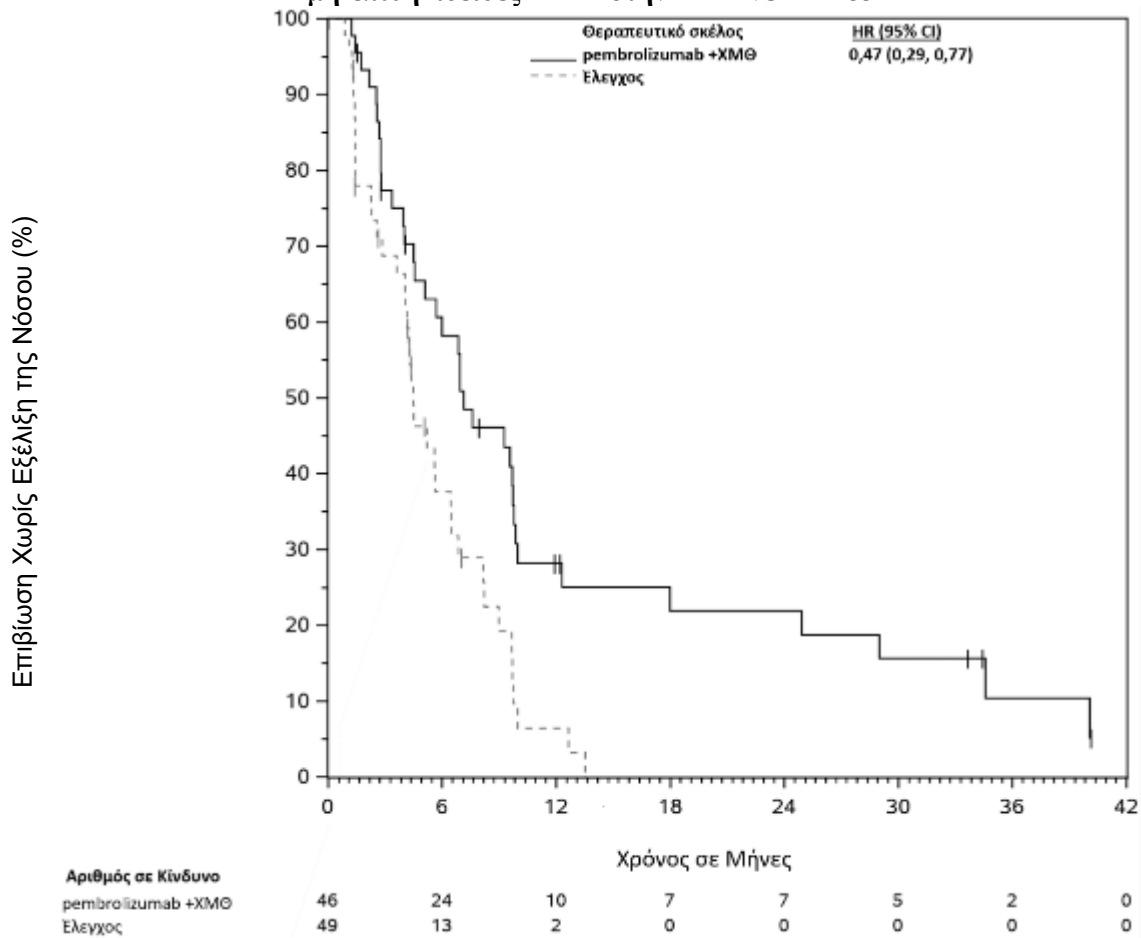 Θεραπευτικό σκέλος HR (95% CI)
pembrolizumab +ΧΜΘ 0,47 (0,29, 0,77)
Έλεγχος
Επιβίωση Χωρίς Εξέλιξη της Νόσου (%)
100
90
80
70
60
50
40
30
20
10
0
0 6 12 18 24 30 36 42
Χρόνος σε Μήνες
Αριθμός σε Κίνδυνο
pembrolizumab +ΧΜΘ 46 24 10 7 7 5 2 0
Έλεγχος 49 13 2 0 0 0 0 0